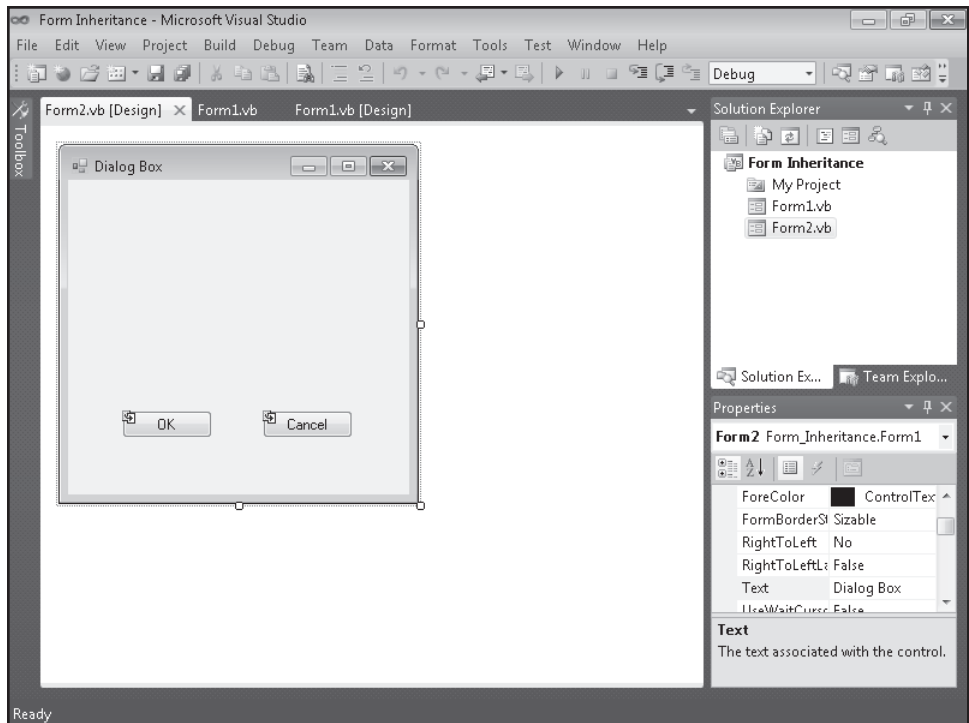 Form Inheritance - Microsoft Visual Studio
File Edit View Project Build Debug Team Data Format Tools Test Window Help
Debug
Toolbox
Form2.vb [Design] Form1.vb Form1.vb [Design]
Dialog Box
OK Cancel
Solution Explorer
Form Inheritance
My Project
Form1.vb
Form2.vb
Solution Ex... Team Explo...
Properties
Form2 Form_Inheritance.Form1
ForeColor ControlTex
FormBorderSt Sizable
RightToLeft No
RightToLeftLa False
Text Dialog Box
UseWaitCurso False
Text
The text associated with the control.
Ready